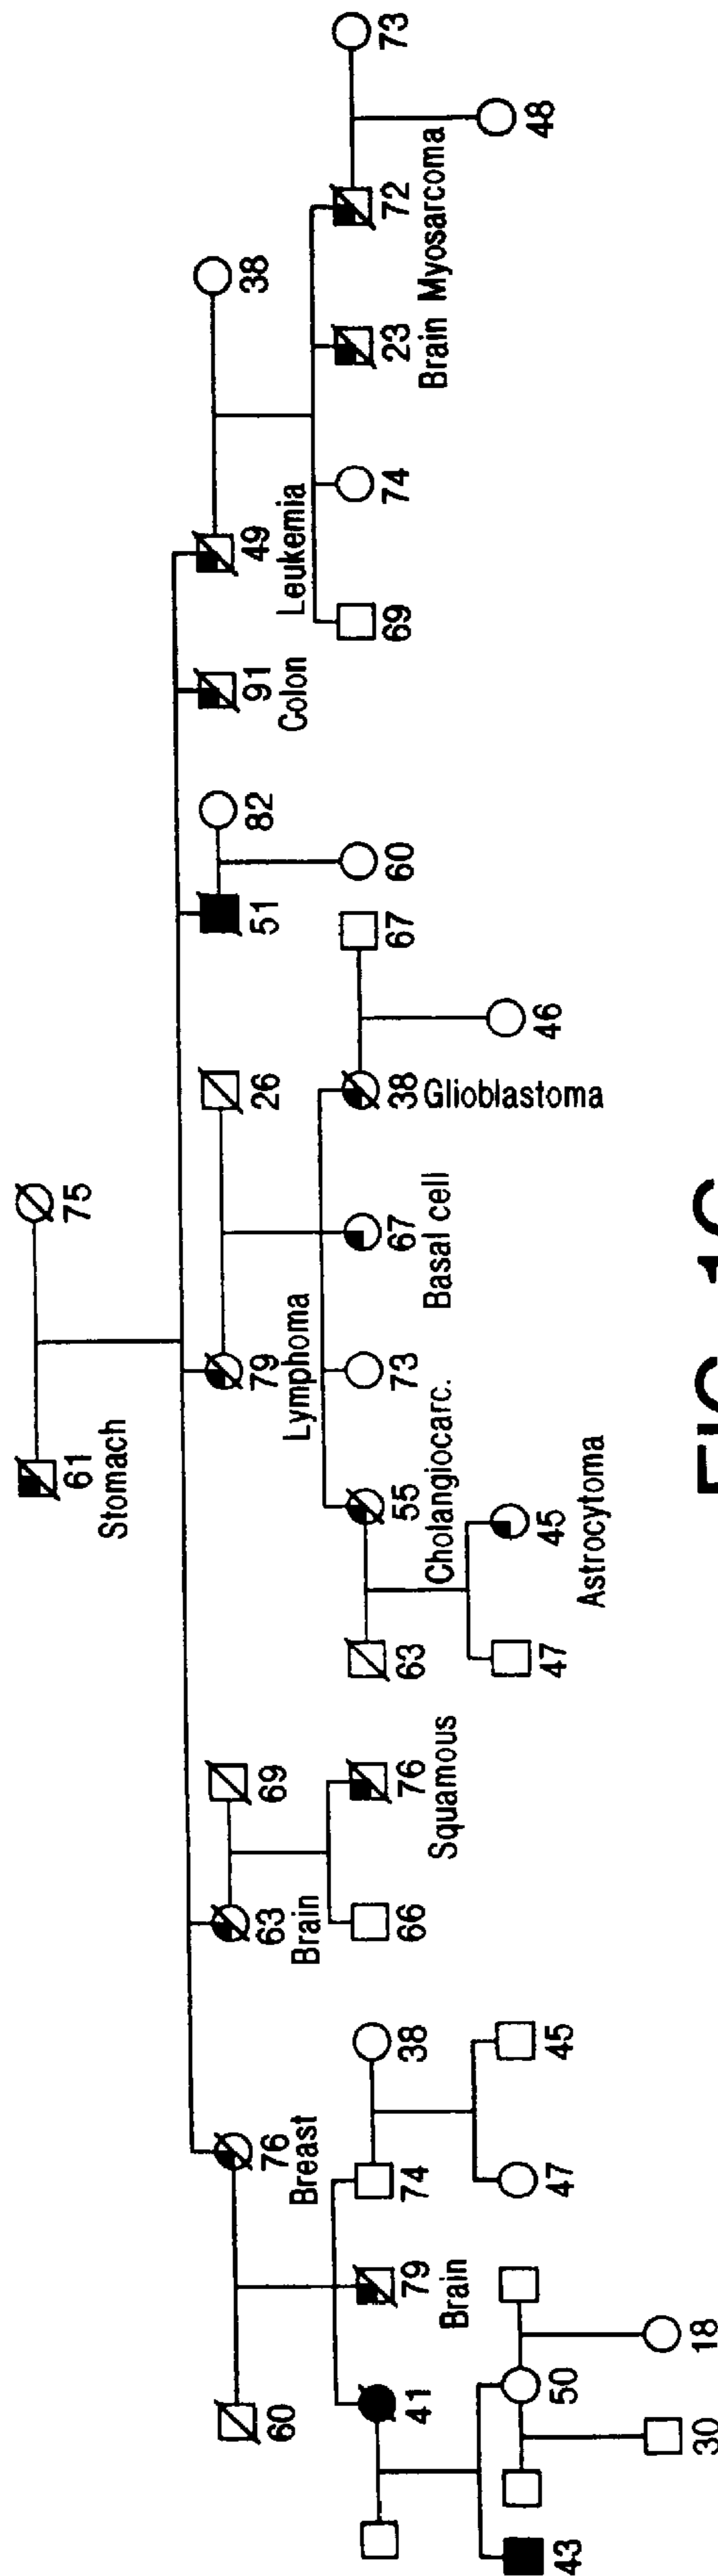 61
Stomach
75
76
Breast
63
Brain
69
79
Lymphoma
26
51
82
91
Colon
49
Leukemia
38
60
41
79
Brain
74
38
66
76
Squamous
63
55
Cholangiocarc.
73
67
Basal cell
38 Glioblastoma
67
60
69
74
23
Brain
72
Myosarcoma
73
43
50
47
45
47
45
Astrocytoma
46
48
30
18